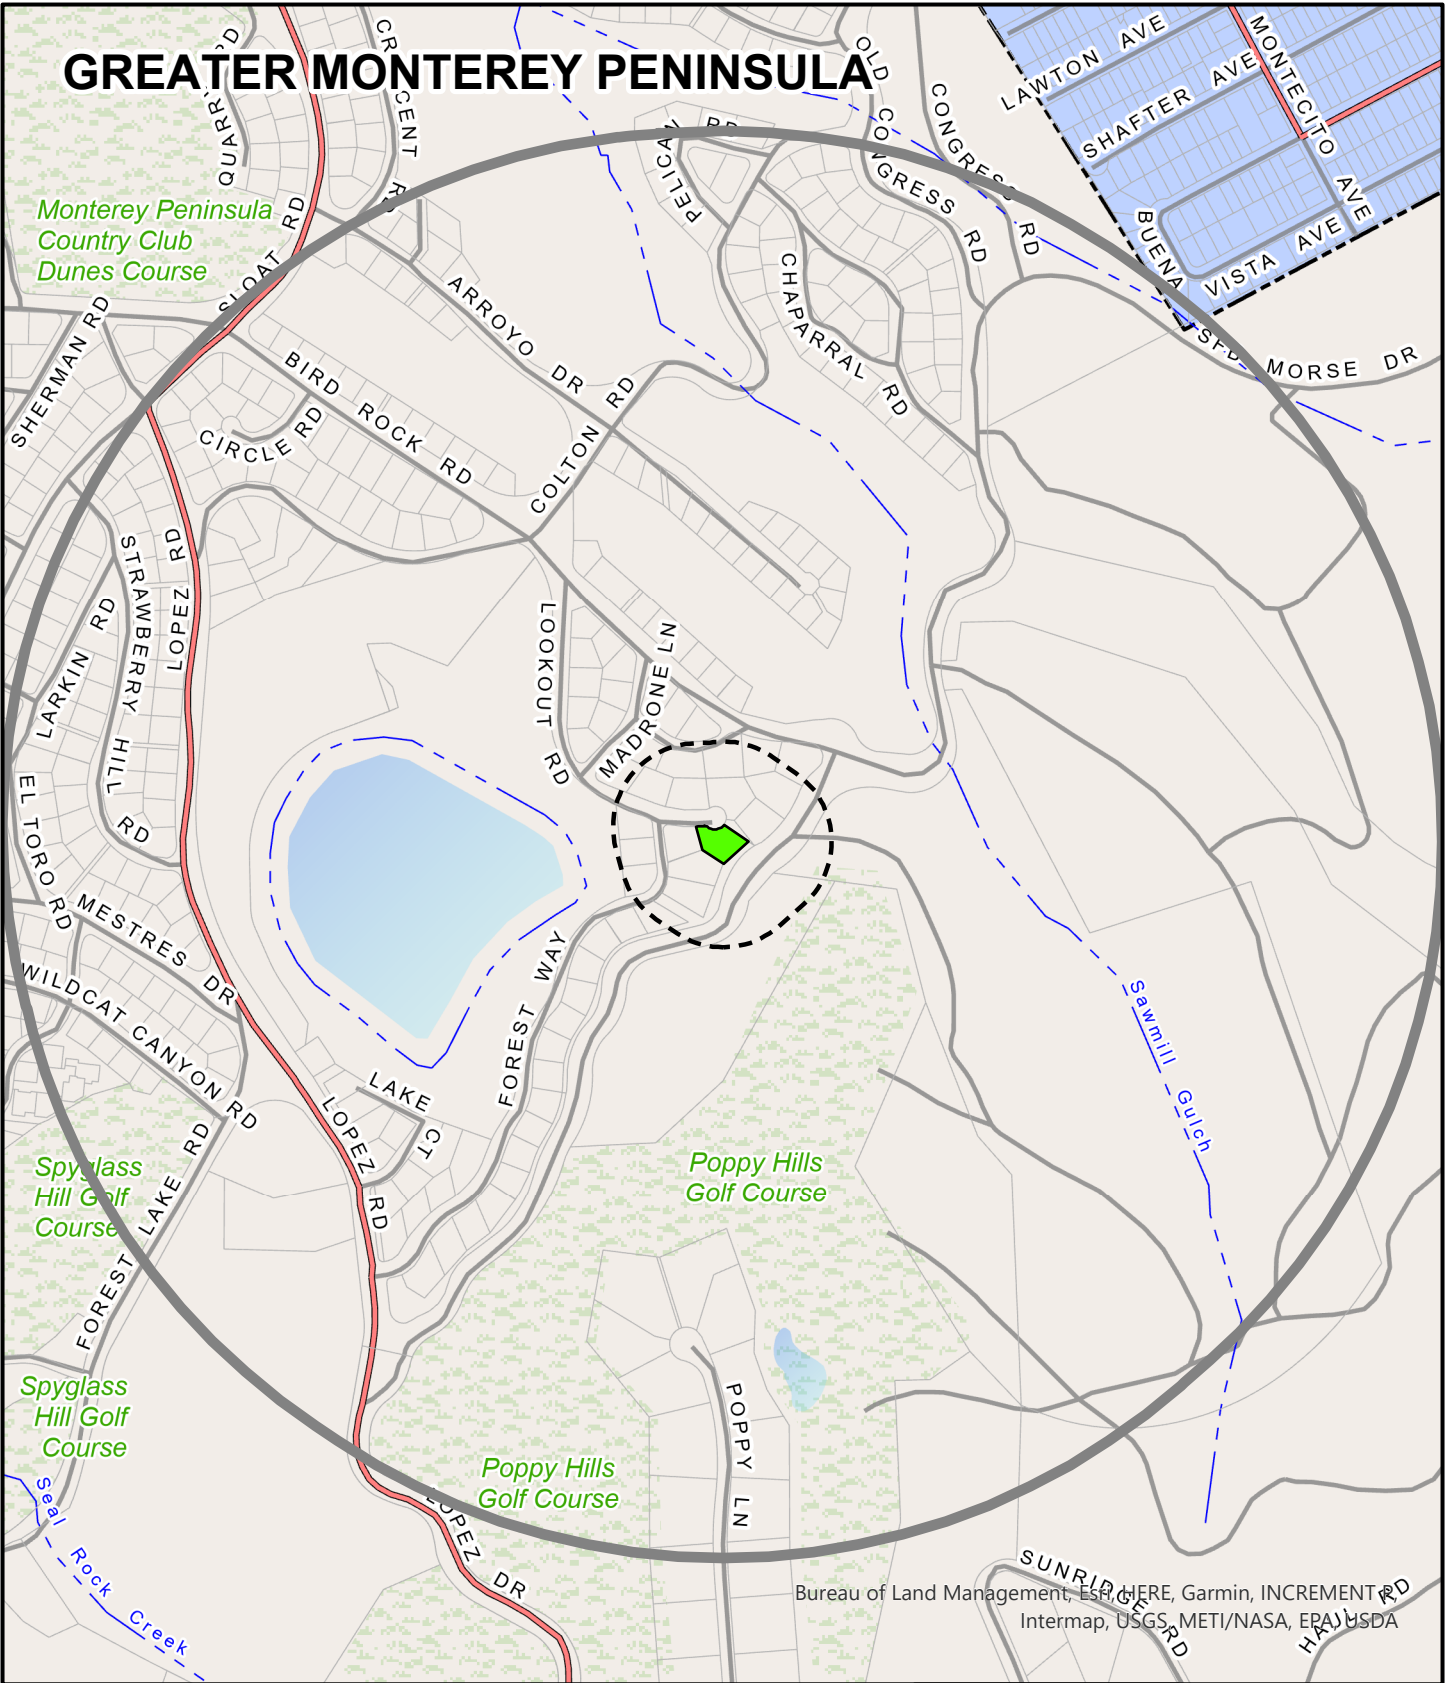 GREATER MONTEREY PENINSULA
QUARRY RD
CRESCENT RD
OLD CONGRESS RD
CONGRESS RD
LAWTON AVE
SHAFTER AVE
MONTECITO AVE
BUENA VISTA AVE
PELICAN RD
Monterey Peninsula
Country Club
Dunes Course
SLOAT RD
SHERMAN RD
ARROYO DR
BIRD ROCK RD
CIRCLE RD
COLTON RD
CHAPARRAL RD
SFB MORSE DR
STRAWBERRY HILL RD
LOPEZ RD
LARKIN RD
LOOKOUT RD
MADRONE LN
EL TORO RD
MESTRES DR
WILDCAT CANYON RD
FOREST WAY
LAKE CT
LOPEZ RD
FOREST LAKE RD
Sawmill Gulch
Spyglass
Hill Golf
Course
Poppy Hills
Golf Course
Spyglass
Hill Golf
Course
POPPY LN
Poppy Hills
Golf Course
Seal Rock Creek
LOPEZ DR
SUNRIDGE RD
Bureau of Land Management, Esri, HERE, Garmin, INCREMENT P,
Intermap, USGS, METI/NASA, EPA, USDA